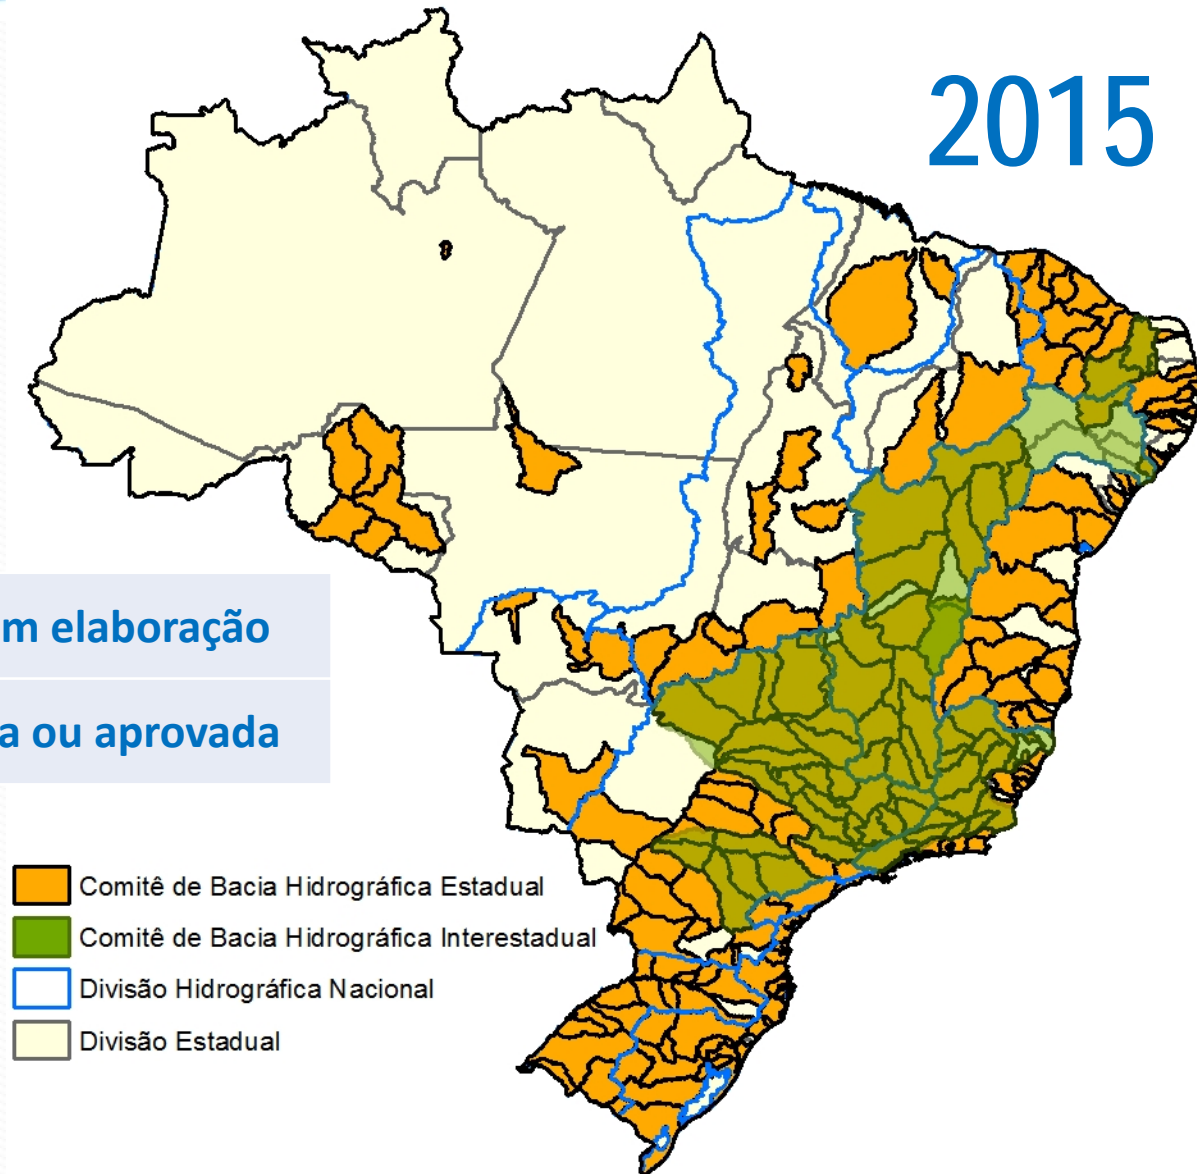 2015
m elaboração
a ou aprovada
Comitê de Bacia Hidrográfica Estadual
Comitê de Bacia Hidrográfica Interestadual
Divisão Hidrográfica Nacional
Divisão Estadual